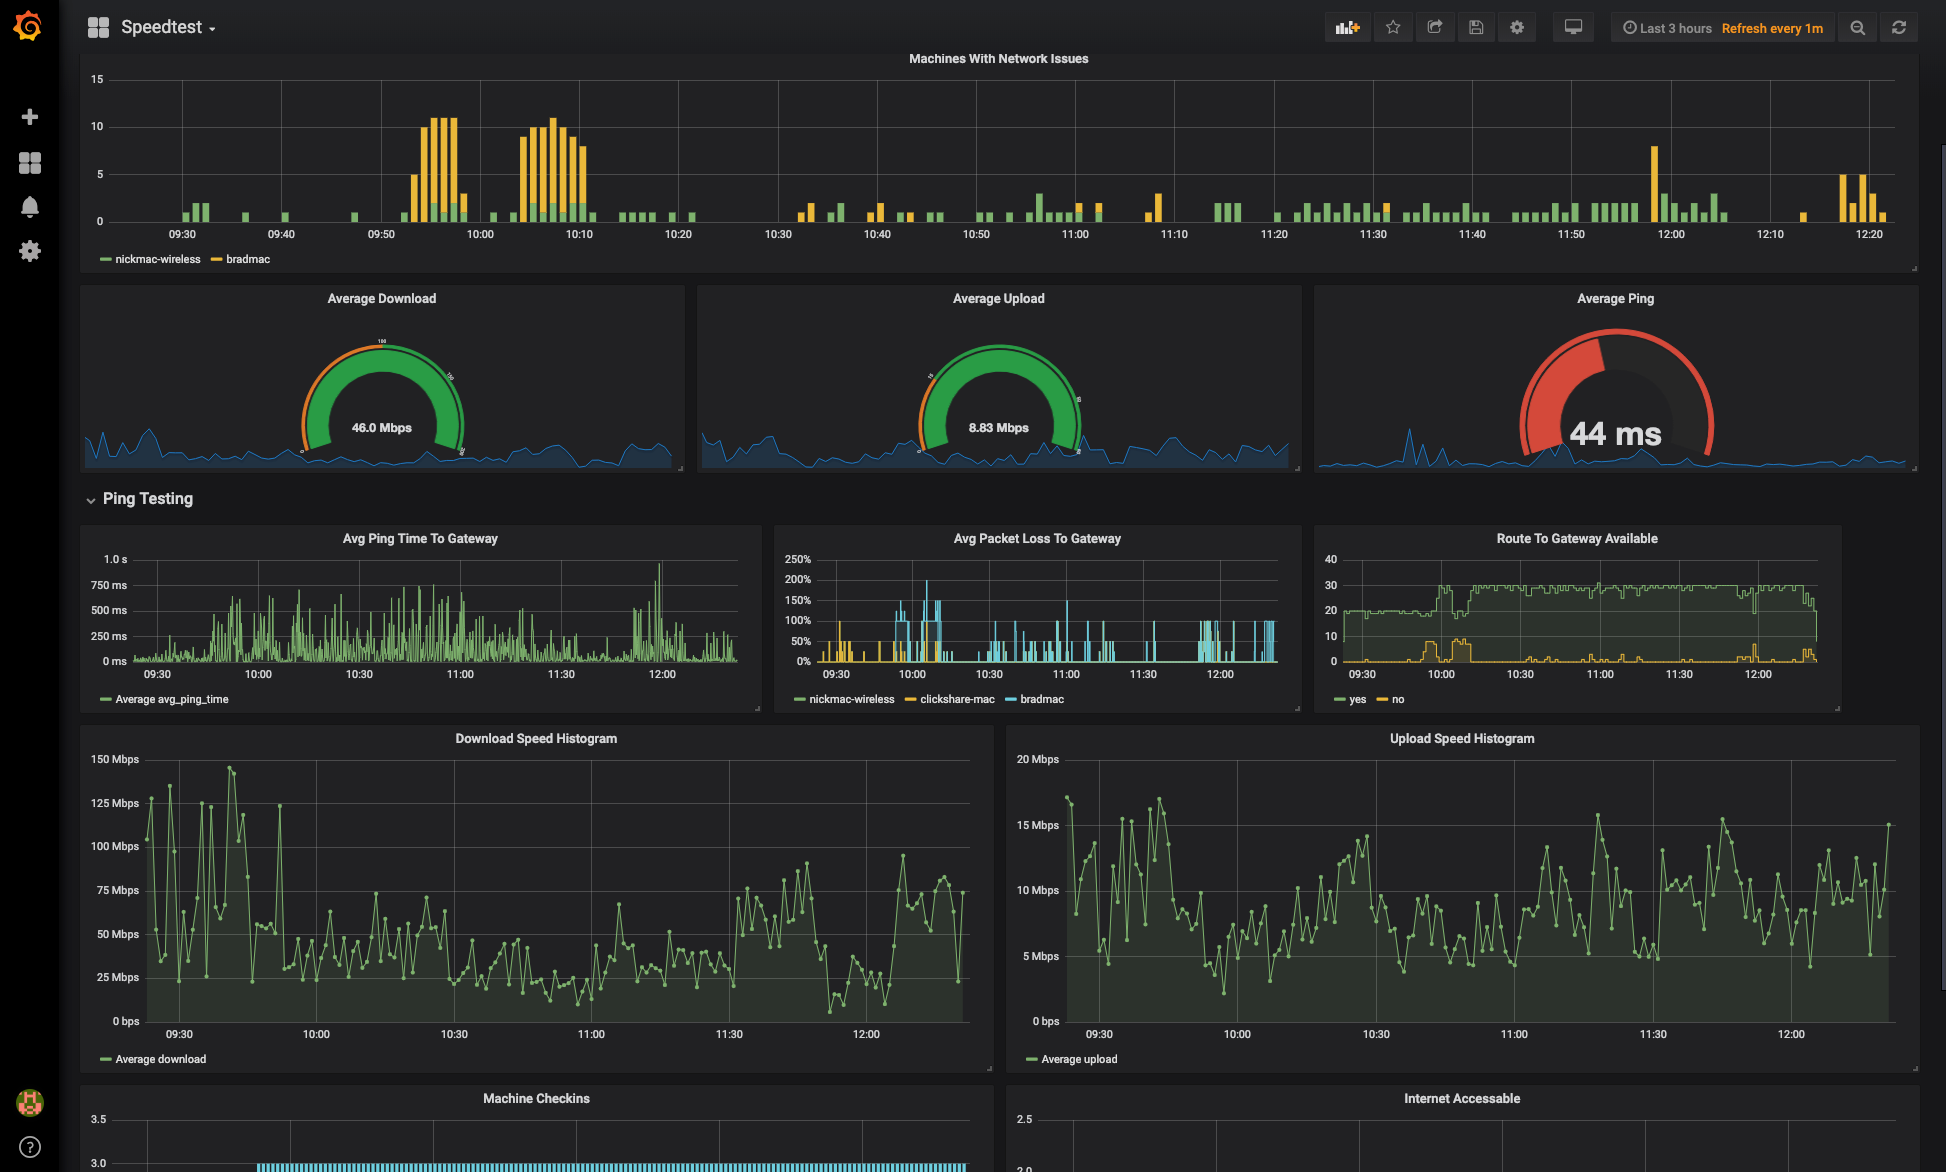 Speedtest
Last 3 hours Refresh every 1m
Machines With Network Issues
15
10
5
0
09:30 09:40 09:50 10:00 10:10 10:20 10:30 10:40 10:50 11:00 11:10 11:20 11:30 11:40 11:50 12:00 12:10 12:20
nickmac-wireless bradmac
Average Download
100
150
0
46.0 Mbps
Average Upload
15
0
8.83 Mbps
Average Ping
44 ms
Ping Testing
Avg Ping Time To Gateway
1.0 s
750 ms
500 ms
250 ms
0 ms
09:30 10:00 10:30 11:00 11:30 12:00
Average avg_ping_time
Avg Packet Loss To Gateway
250%
200%
150%
100%
50%
0%
09:30 10:00 10:30 11:00 11:30 12:00
nickmac-wireless clickshare-mac bradmac
Route To Gateway Available
40
30
20
10
0
09:30 10:00 10:30 11:00 11:30 12:00
yes no
Download Speed Histogram
150 Mbps
125 Mbps
100 Mbps
75 Mbps
50 Mbps
25 Mbps
0 bps
09:30 10:00 10:30 11:00 11:30 12:00
Average download
Upload Speed Histogram
20 Mbps
15 Mbps
10 Mbps
5 Mbps
0 bps
09:30 10:00 10:30 11:00 11:30 12:00
Average upload
Machine Checkins
3.5
3.0
Internet Accessable
2.5
2.0